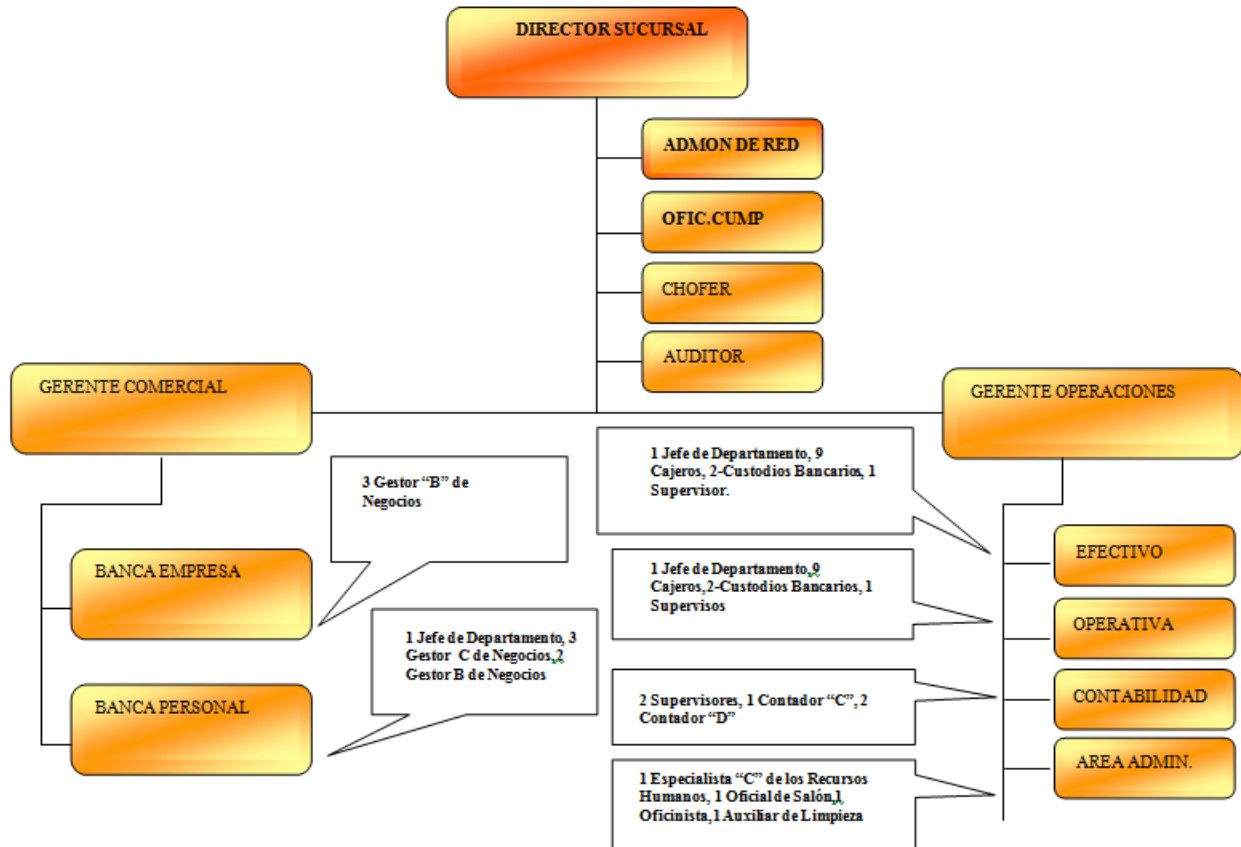 DIRECTOR SUCURSAL
ADMON DE RED
OFIC.CUMP
CHOFER
AUDITOR
GERENTE COMERCIAL
GERENTE OPERACIONES
3 Gestor “B” de
Negocios
1 Jefe de Departamento, 9
Cajeros, 2-Custodios Bancarios, 1
Supervisor.
BANCA EMPRESA
EFECTIVO
1 Jefe de Departamento,9
Cajeros,2-Custodios Bancarios, 1
Supervisos
OPERATIVA
1 Jefe de Departamento, 3
Gestor C de Negocios,2
Gestor B de Negocios
BANCA PERSONAL
2 Supervisores, 1 Contador “C”, 2
Contador “D”
CONTABILIDAD
AREA ADMIN.
1 Especialista “C” de los Recursos
Humanos, 1 Oficial de Salón,1
Oficinista,1 Auxiliar de Limpieza